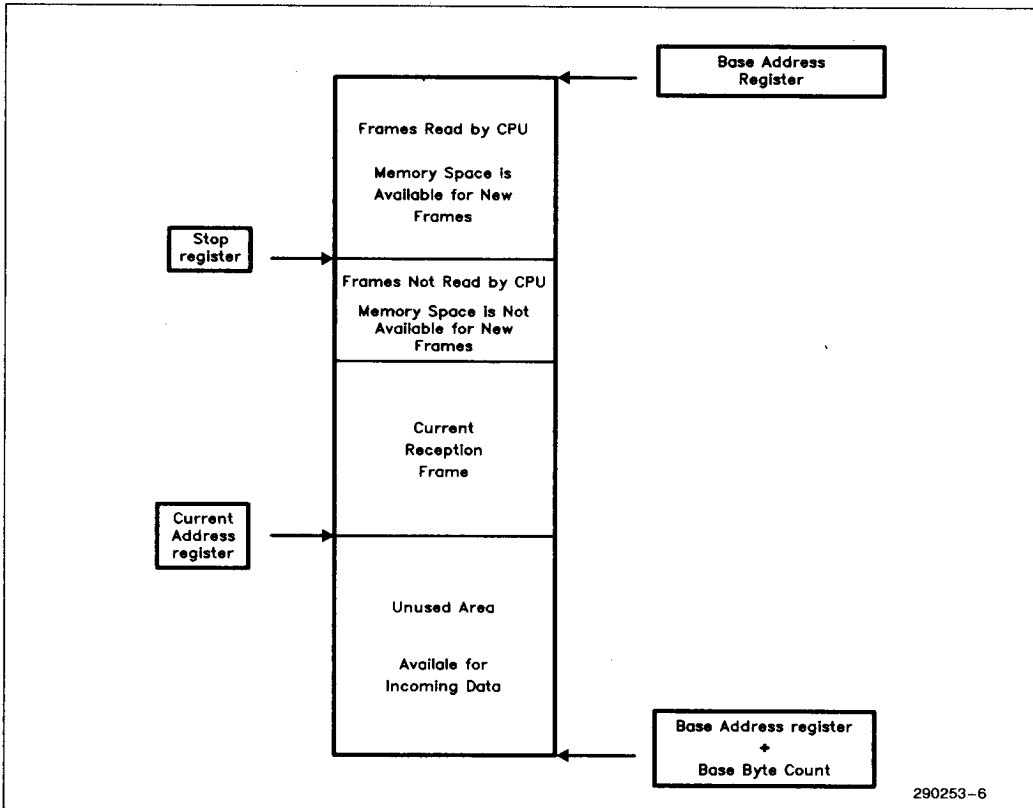 Base Address
Register
Frames Read by CPU
Memory Space is
Available for New
Frames
Stop
register
Frames Not Read by CPU
Memory Space is Not
Available for New
Frames
Current
Reception
Frame
Current
Address
register
Unused Area
Availale for
Incoming Data
Base Address register
+
Base Byte Count
290253-6